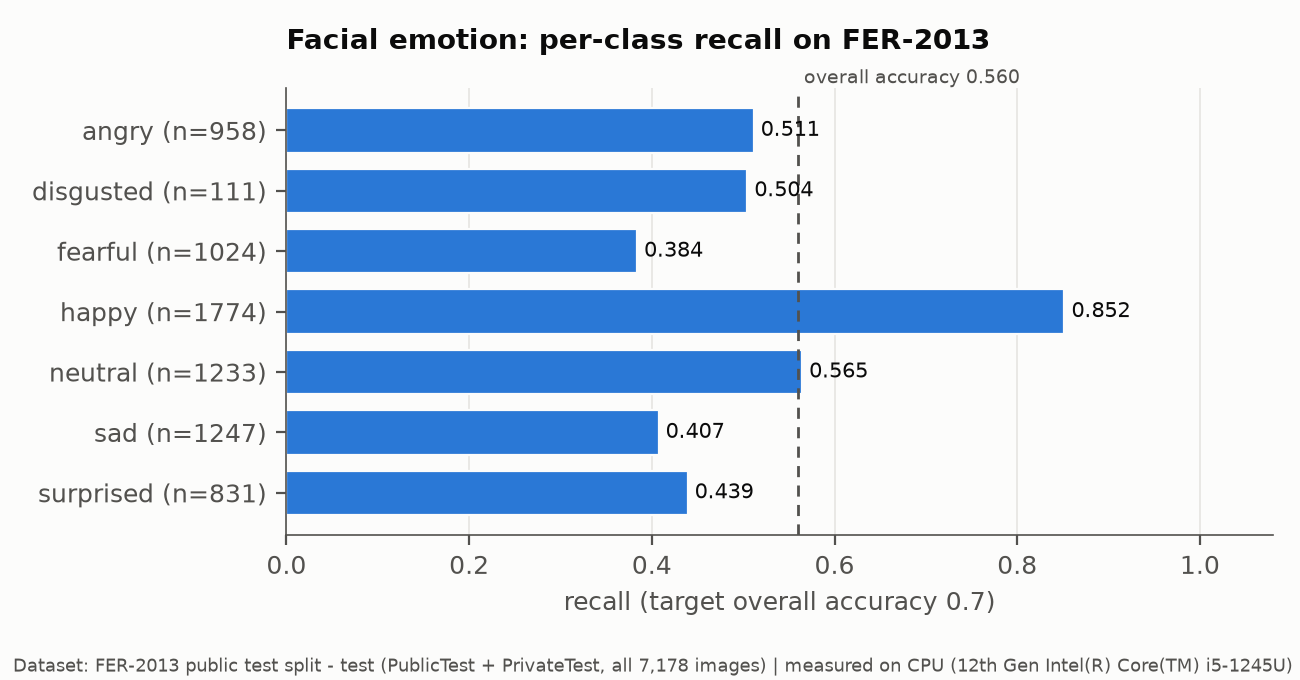 Facial emotion: per-class recall on FER-2013
overall accuracy 0.560
angry (n=958) 0.511
disgusted (n=111) 0.504
fearful (n=1024) 0.384
happy (n=1774) 0.852
neutral (n=1233) 0.565
sad (n=1247) 0.407
surprised (n=831) 0.439
0.0 0.2 0.4 0.6 0.8 1.0
recall (target overall accuracy 0.7)
Dataset: FER-2013 public test split - test (PublicTest + PrivateTest, all 7,178 images) | measured on CPU (12th Gen Intel(R) Core(TM) i5-1245U)